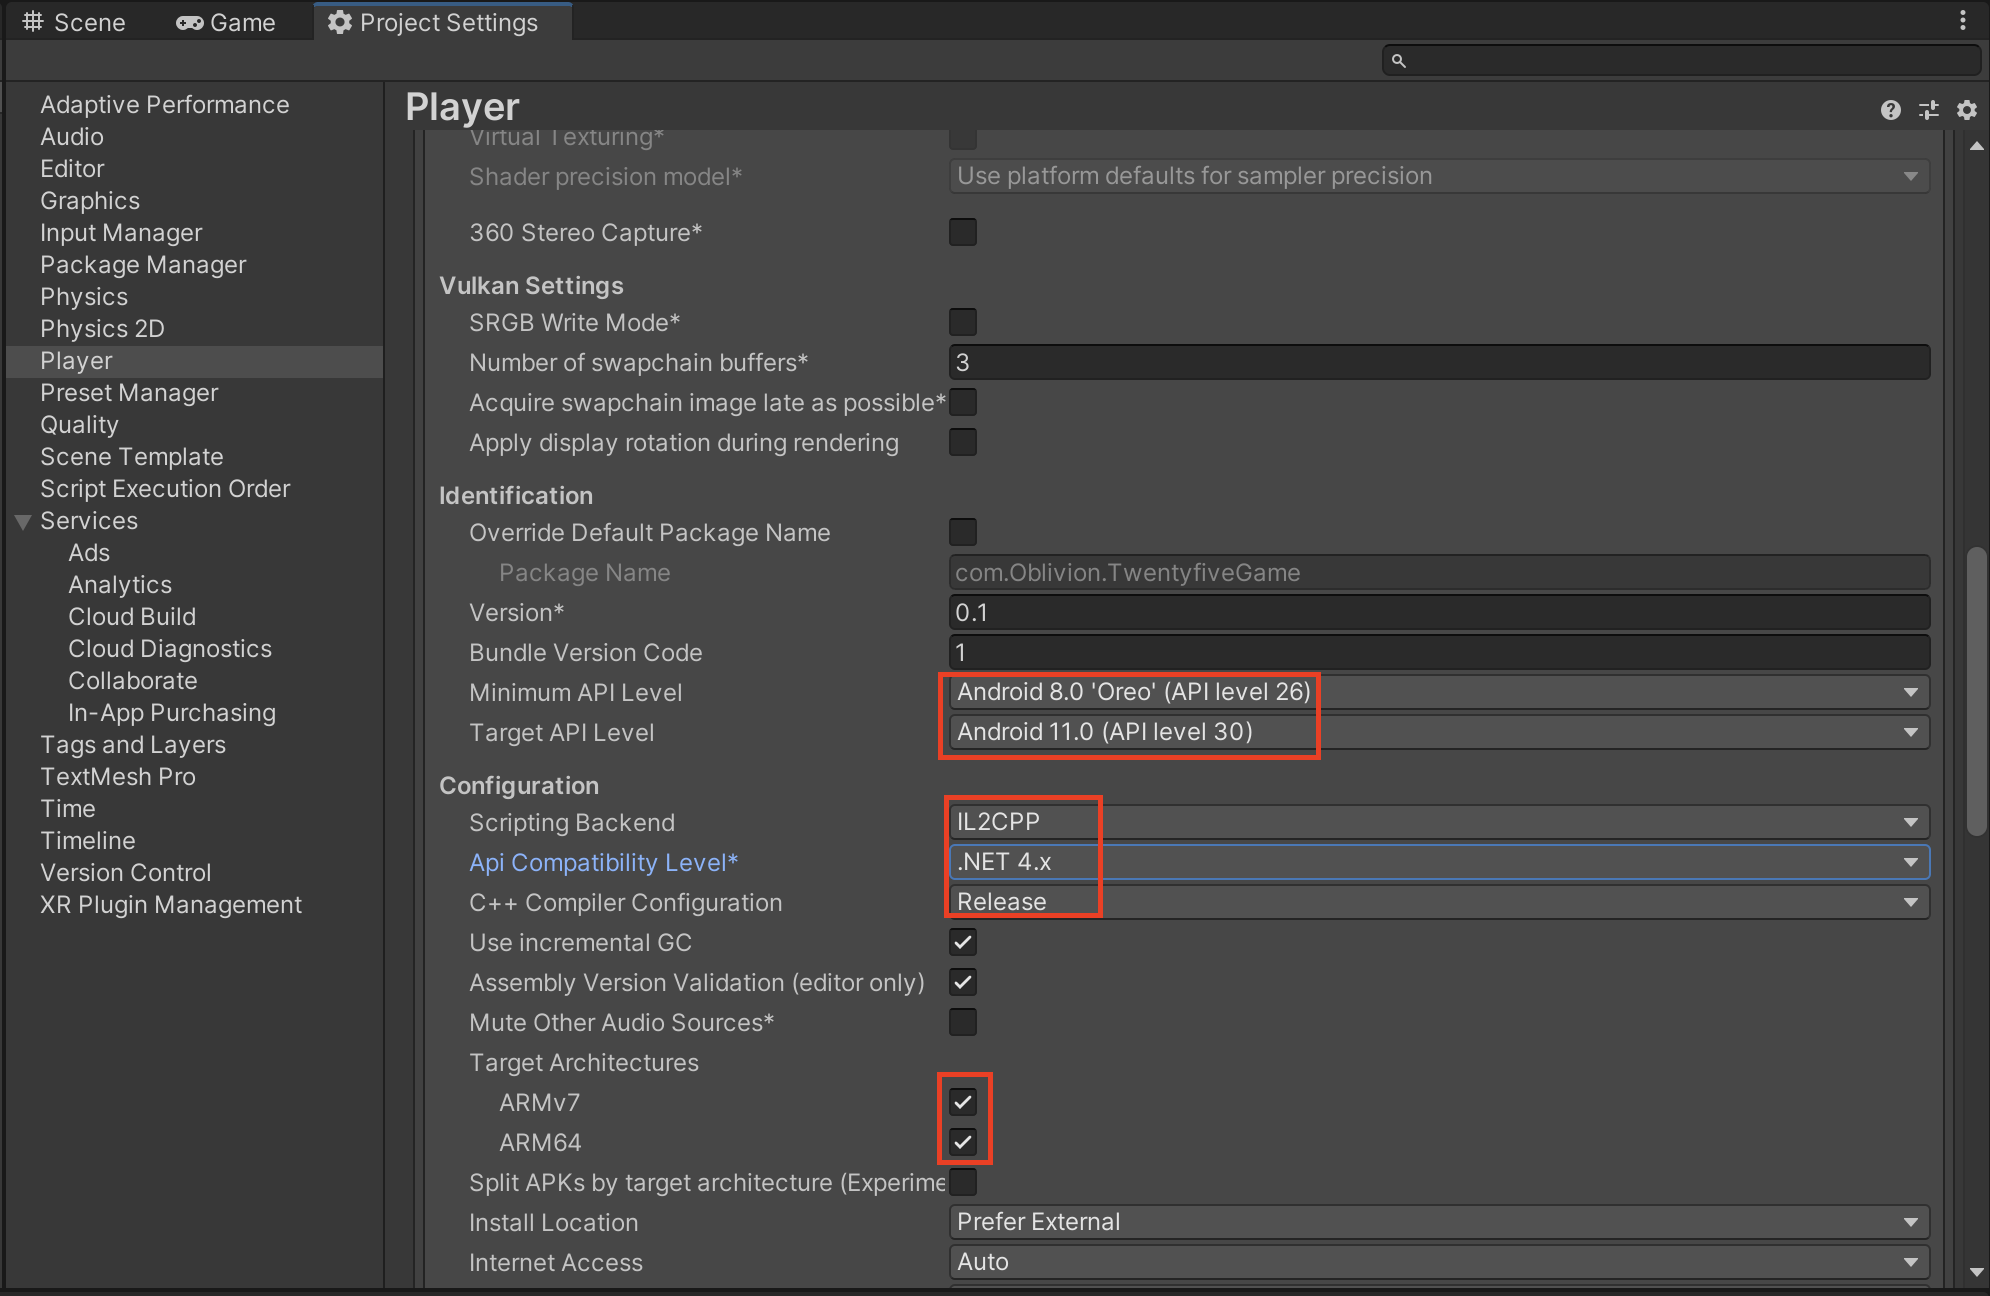 Scene
Game
Project Settings
Adaptive Performance
Audio
Editor
Graphics
Input Manager
Package Manager
Physics
Physics 2D
Player
Preset Manager
Quality
Scene Template
Script Execution Order
Services
Ads
Analytics
Cloud Build
Cloud Diagnostics
Collaborate
In-App Purchasing
Tags and Layers
TextMesh Pro
Time
Timeline
Version Control
XR Plugin Management
Player
Virtual Texturing*
Shader precision model* Use platform defaults for sampler precision
360 Stereo Capture*
Vulkan Settings
SRGB Write Mode*
Number of swapchain buffers* 3
Acquire swapchain image late as possible*
Apply display rotation during rendering
Identification
Override Default Package Name
Package Name com.Oblivion.TwentyfiveGame
Version* 0.1
Bundle Version Code 1
Minimum API Level Android 8.0 'Oreo' (API level 26)
Target API Level Android 11.0 (API level 30)
Configuration
Scripting Backend IL2CPP
Api Compatibility Level* .NET 4.x
C++ Compiler Configuration Release
Use incremental GC
Assembly Version Validation (editor only)
Mute Other Audio Sources*
Target Architectures
ARMv7
ARM64
Split APKs by target architecture (Experime
Install Location Prefer External
Internet Access Auto